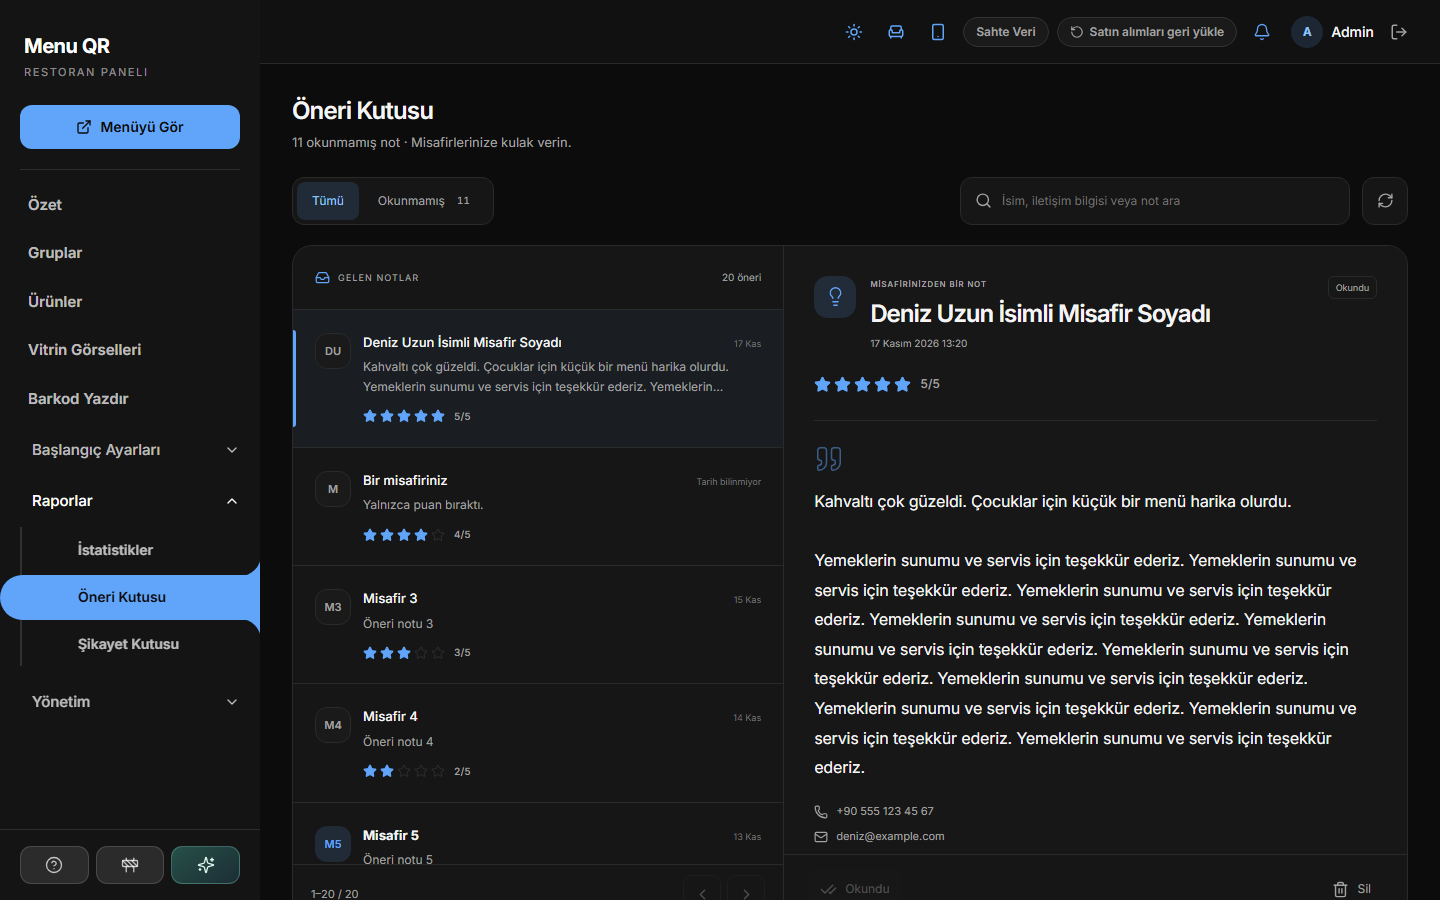 Menu QR
RESTORAN PANELİ
Menüyü Gör
Özet
Gruplar
Ürünler
Vitrin Görselleri
Barkod Yazdır
Başlangıç Ayarları
Raporlar
İstatistikler
Öneri Kutusu
Şikayet Kutusu
Yönetim
Sahte Veri
Satın alımları geri yükle
A
Admin
Öneri Kutusu
11 okunmamış not · Misafirlerinize kulak verin.
Tümü
Okunmamış 11
İsim, iletişim bilgisi veya not ara
GELEN NOTLAR
20 öneri
DU
Deniz Uzun İsimli Misafir Soyadı
17 Kas
Kahvaltı çok güzeldi. Çocuklar için küçük bir menü harika olurdu.
Yemeklerin sunumu ve servis için teşekkür ederiz. Yemeklerin...
5/5
M
Bir misafiriniz
Tarih bilinmiyor
Yalnızca puan bıraktı.
4/5
M3
Misafir 3
15 Kas
Öneri notu 3
3/5
M4
Misafir 4
14 Kas
Öneri notu 4
2/5
M5
Misafir 5
13 Kas
Öneri notu 5
1–20 / 20
MİSAFİRİNİZDEN BİR NOT
Deniz Uzun İsimli Misafir Soyadı
17 Kasım 2026 13:20
Okundu
5/5
Kahvaltı çok güzeldi. Çocuklar için küçük bir menü harika olurdu.
Yemeklerin sunumu ve servis için teşekkür ederiz. Yemeklerin sunumu ve
servis için teşekkür ederiz. Yemeklerin sunumu ve servis için teşekkür
ederiz. Yemeklerin sunumu ve servis için teşekkür ederiz. Yemeklerin
sunumu ve servis için teşekkür ederiz. Yemeklerin sunumu ve servis için
teşekkür ederiz. Yemeklerin sunumu ve servis için teşekkür ederiz.
Yemeklerin sunumu ve servis için teşekkür ederiz. Yemeklerin sunumu ve
servis için teşekkür ederiz. Yemeklerin sunumu ve servis için teşekkür
ederiz.
+90 555 123 45 67
deniz@example.com
Okundu
Sil